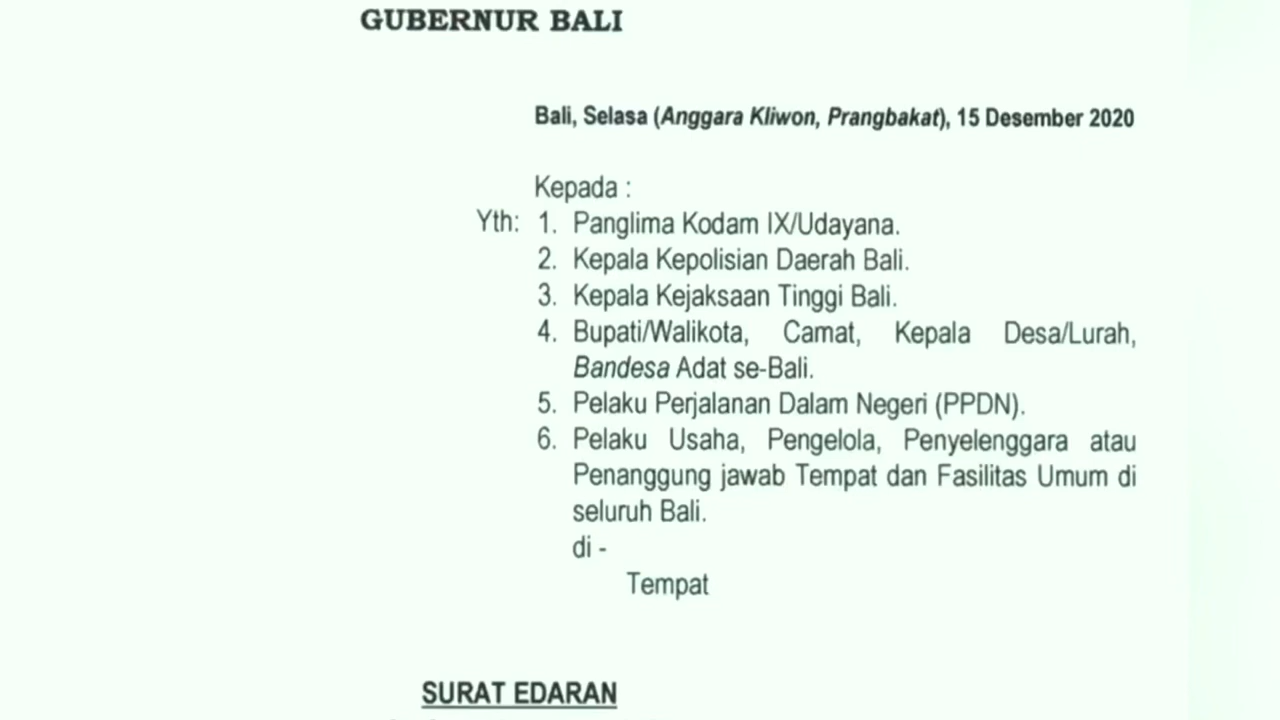 GUBERNUR BALI
Bali, Selasa (Anggara Kliwon, Prangbakat), 15 Desember 2020
Kepada :
Yth: 1. Panglima Kodam IX/Udayana.
2. Kepala Kepolisian Daerah Bali.
3. Kepala Kejaksaan Tinggi Bali.
4. Bupati/Walikota, Camat, Kepala Desa/Lurah,
Bandesa Adat se-Bali.
5. Pelaku Perjalanan Dalam Negeri (PPDN).
6. Pelaku Usaha, Pengelola, Penyelenggara atau
Penanggung jawab Tempat dan Fasilitas Umum di
seluruh Bali.
di -
Tempat
SURAT EDARAN